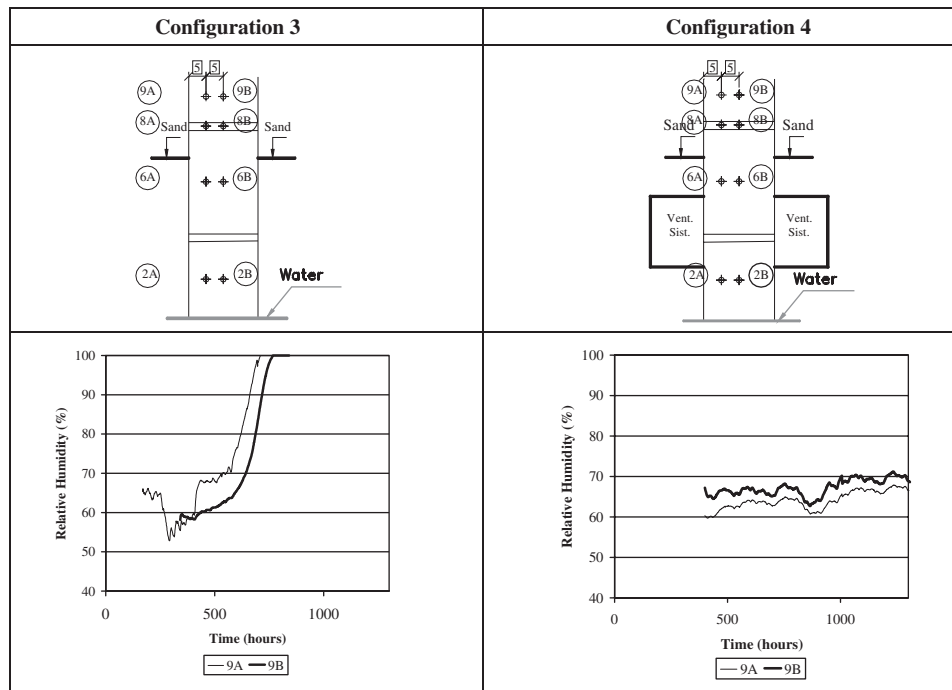 Configuration 3
5 5
9A 9B
8A Sand 8B Sand
6A 6B
2A 2B
Water
Configuration 4
5 5
9A 9B
8A 8B
Sand Sand
6A 6B
Vent. Sist.
Vent. Sist.
2A 2B
Water
100
90
80
70
60
50
40
Relative Humidity (%)
0 500 1000
Time (hours)
9A 9B
100
90
80
70
60
50
40
Relative Humidity (%)
0 500 1000
Time (hours)
9A 9B